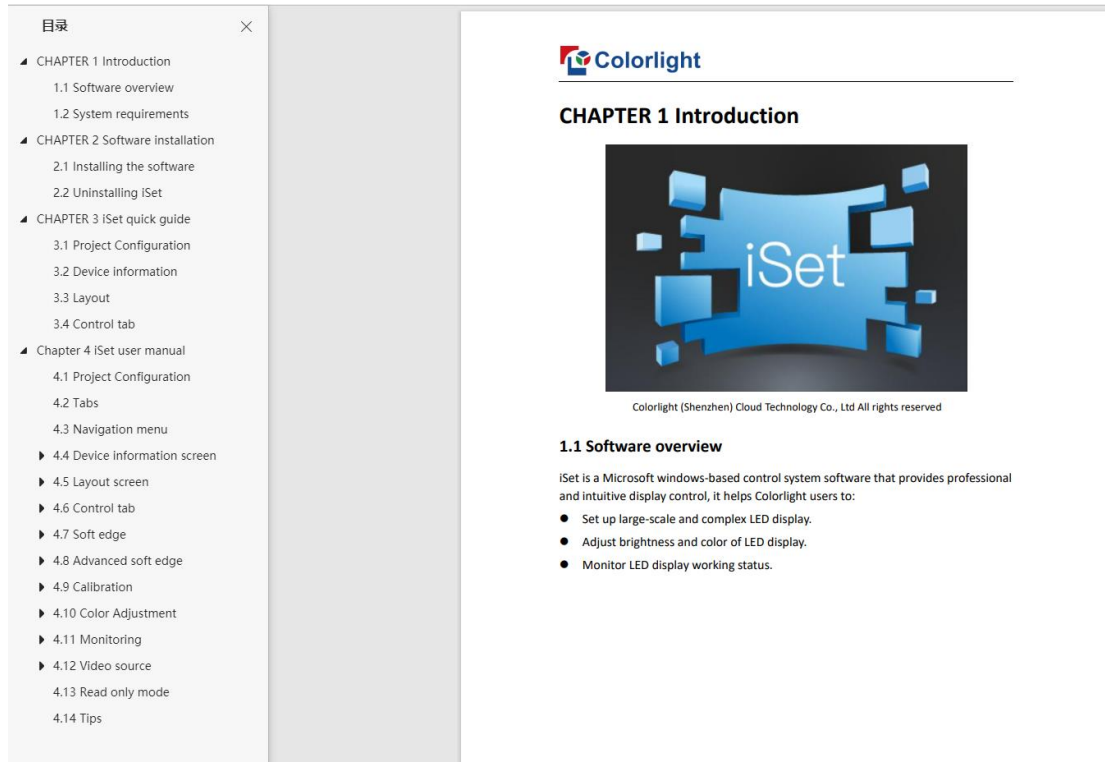 目录
CHAPTER 1 Introduction
1.1 Software overview
1.2 System requirements
CHAPTER 2 Software installation
2.1 Installing the software
2.2 Uninstalling iSet
CHAPTER 3 iSet quick guide
3.1 Project Configuration
3.2 Device information
3.3 Layout
3.4 Control tab
Chapter 4 iSet user manual
4.1 Project Configuration
4.2 Tabs
4.3 Navigation menu
4.4 Device information screen
4.5 Layout screen
4.6 Control tab
4.7 Soft edge
4.8 Advanced soft edge
4.9 Calibration
4.10 Color Adjustment
4.11 Monitoring
4.12 Video source
4.13 Read only mode
4.14 Tips
Colorlight
CHAPTER 1 Introduction
iSet
Colorlight (Shenzhen) Cloud Technology Co., Ltd All rights reserved
1.1 Software overview
iSet is a Microsoft windows-based control system software that provides professional
and intuitive display control, it helps Colorlight users to:
● Set up large-scale and complex LED display.
● Adjust brightness and color of LED display.
● Monitor LED display working status.